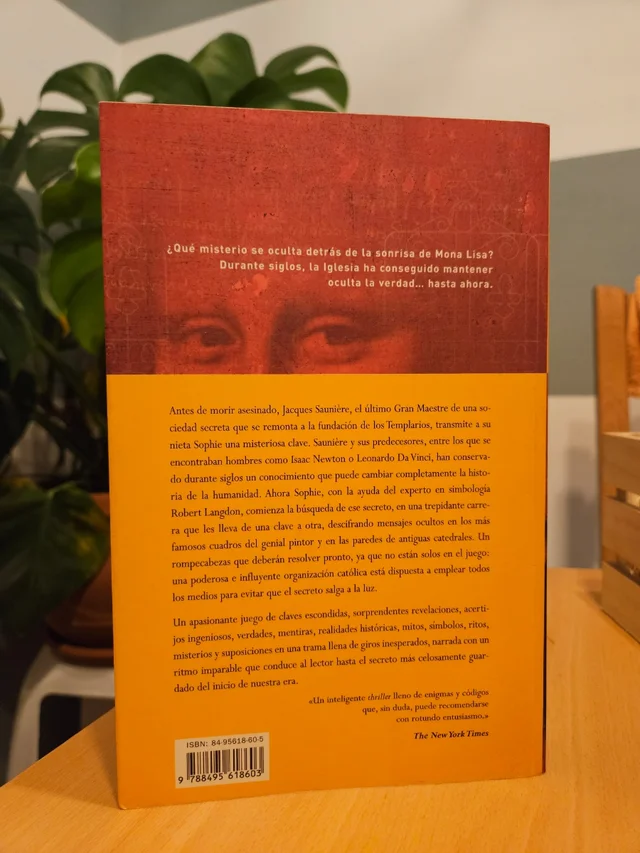 ¿Qué misterio se oculta detrás de la sonrisa de Mona Lisa?
Durante siglos, la Iglesia ha conseguido mantener
oculta la verdad... hasta ahora.
Antes de morir asesinado, Jacques Saunière, el último Gran Maestre de una so-
ciedad secreta que se remonta a la fundación de los Templarios, transmite a su
nieta Sophie una misteriosa clave. Saunière y sus predecesores, entre los que se
encontraban hombres como Isaac Newton o Leonardo Da Vinci, han conserva-
do durante siglos un conocimiento que puede cambiar completamente la histo-
ria de la humanidad. Ahora Sophie, con la ayuda del experto en simbología
Robert Langdon, comienza la búsqueda de ese secreto, en una trepidante carre-
ra que les lleva de una clave a otra, descifrando mensajes ocultos en los más
famosos cuadros del genial pintor y en las paredes de antiguas catedrales. Un
rompecabezas que deberán resolver pronto, ya que no están solos en el juego:
una poderosa e influyente organización católica está dispuesta a emplear todos
los medios para evitar que el secreto salga a la luz.
Un apasionante juego de claves escondidas, sorprendentes revelaciones, acerti-
jos ingeniosos, verdades, mentiras, realidades históricas, mitos, símbolos, ritos,
misterios y suposiciones en una trama llena de giros inesperados, narrada con un
ritmo imparable que conduce al lector hasta el secreto más celosamente guar-
dado del inicio de nuestra era.
«Un inteligente thriller lleno de enigmas y códigos
que, sin duda, puede recomendarse
con rotundo entusiasmo.»
The New York Times
ISBN: 84-95618-60-5
9 788495 618603